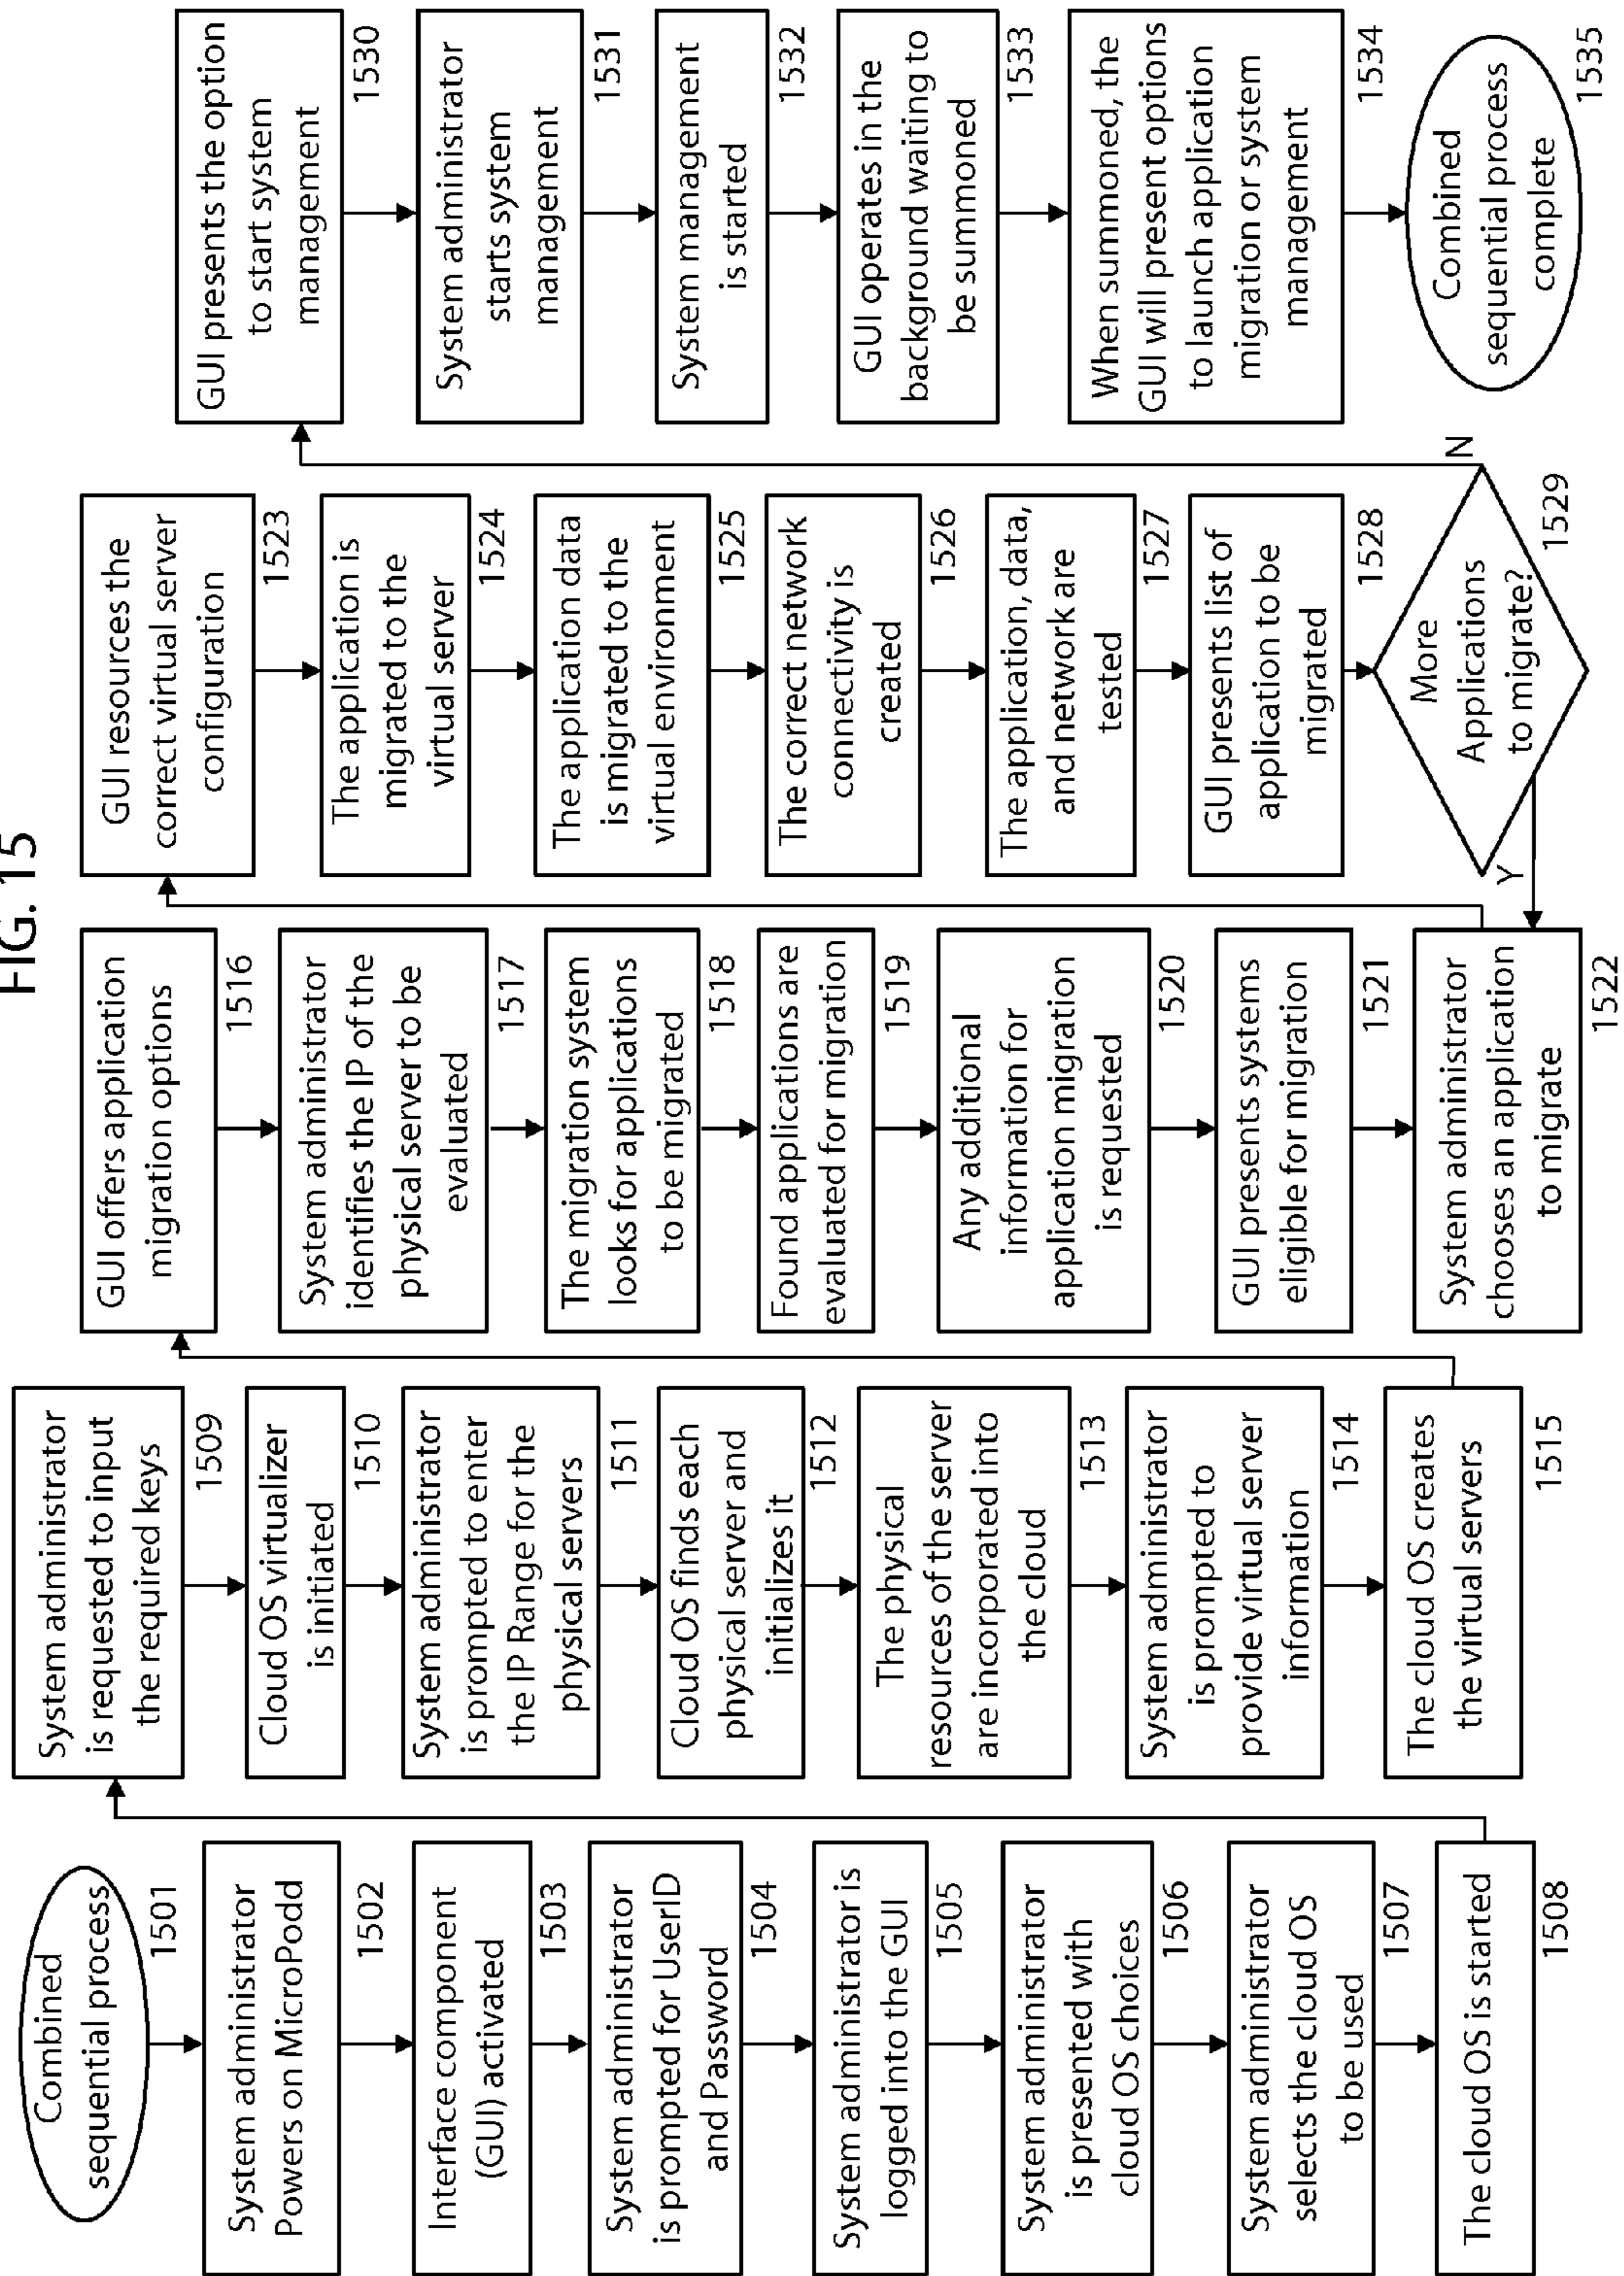 FIG. 15
Combined
sequential process
1501
System administrator
Powers on MicroPodd
1502
Interface component
(GUI) activated
1503
System administrator
is prompted for UserID
and Password
1504
System administrator is
logged into the GUI
1505
System administrator
is presented with
cloud OS choices
1506
System administrator
selects the cloud OS
to be used
1507
The cloud OS is started
1508
System administrator
is requested to input
the required keys
1509
Cloud OS virtualizer
is initiated
1510
System administrator
is prompted to enter
the IP Range for the
physical servers
1511
Cloud OS finds each
physical server and
initializes it
1512
The physical
resources of the server
are incorporated into
the cloud
1513
System administrator
is prompted to
provide virtual server
information
1514
The cloud OS creates
the virtual servers
1515
GUI offers application
migration options
1516
System administrator
identifies the IP of the
physical server to be
evaluated
1517
The migration system
looks for applications
to be migrated
1518
Found applications are
evaluated for migration
1519
Any additional
information for
application migration
is requested
1520
GUI presents systems
eligible for migration
1521
System administrator
chooses an application
to migrate
1522
GUI resources the
correct virtual server
configuration
1523
The application is
migrated to the
virtual server
1524
The application data
is migrated to the
virtual environment
1525
The correct network
connectivity is
created
1526
The application, data,
and network are
tested
1527
GUI presents list of
application to be
migrated
1528
More
Applications
to migrate?
1529
Y
N
GUI presents the option
to start system
management
1530
System administrator
starts system
management
1531
System management
is started
1532
GUI operates in the
background waiting to
be summoned
1533
When summoned, the
GUI will present options
to launch application
migration or system
management
1534
Combined
sequential process
complete
1535